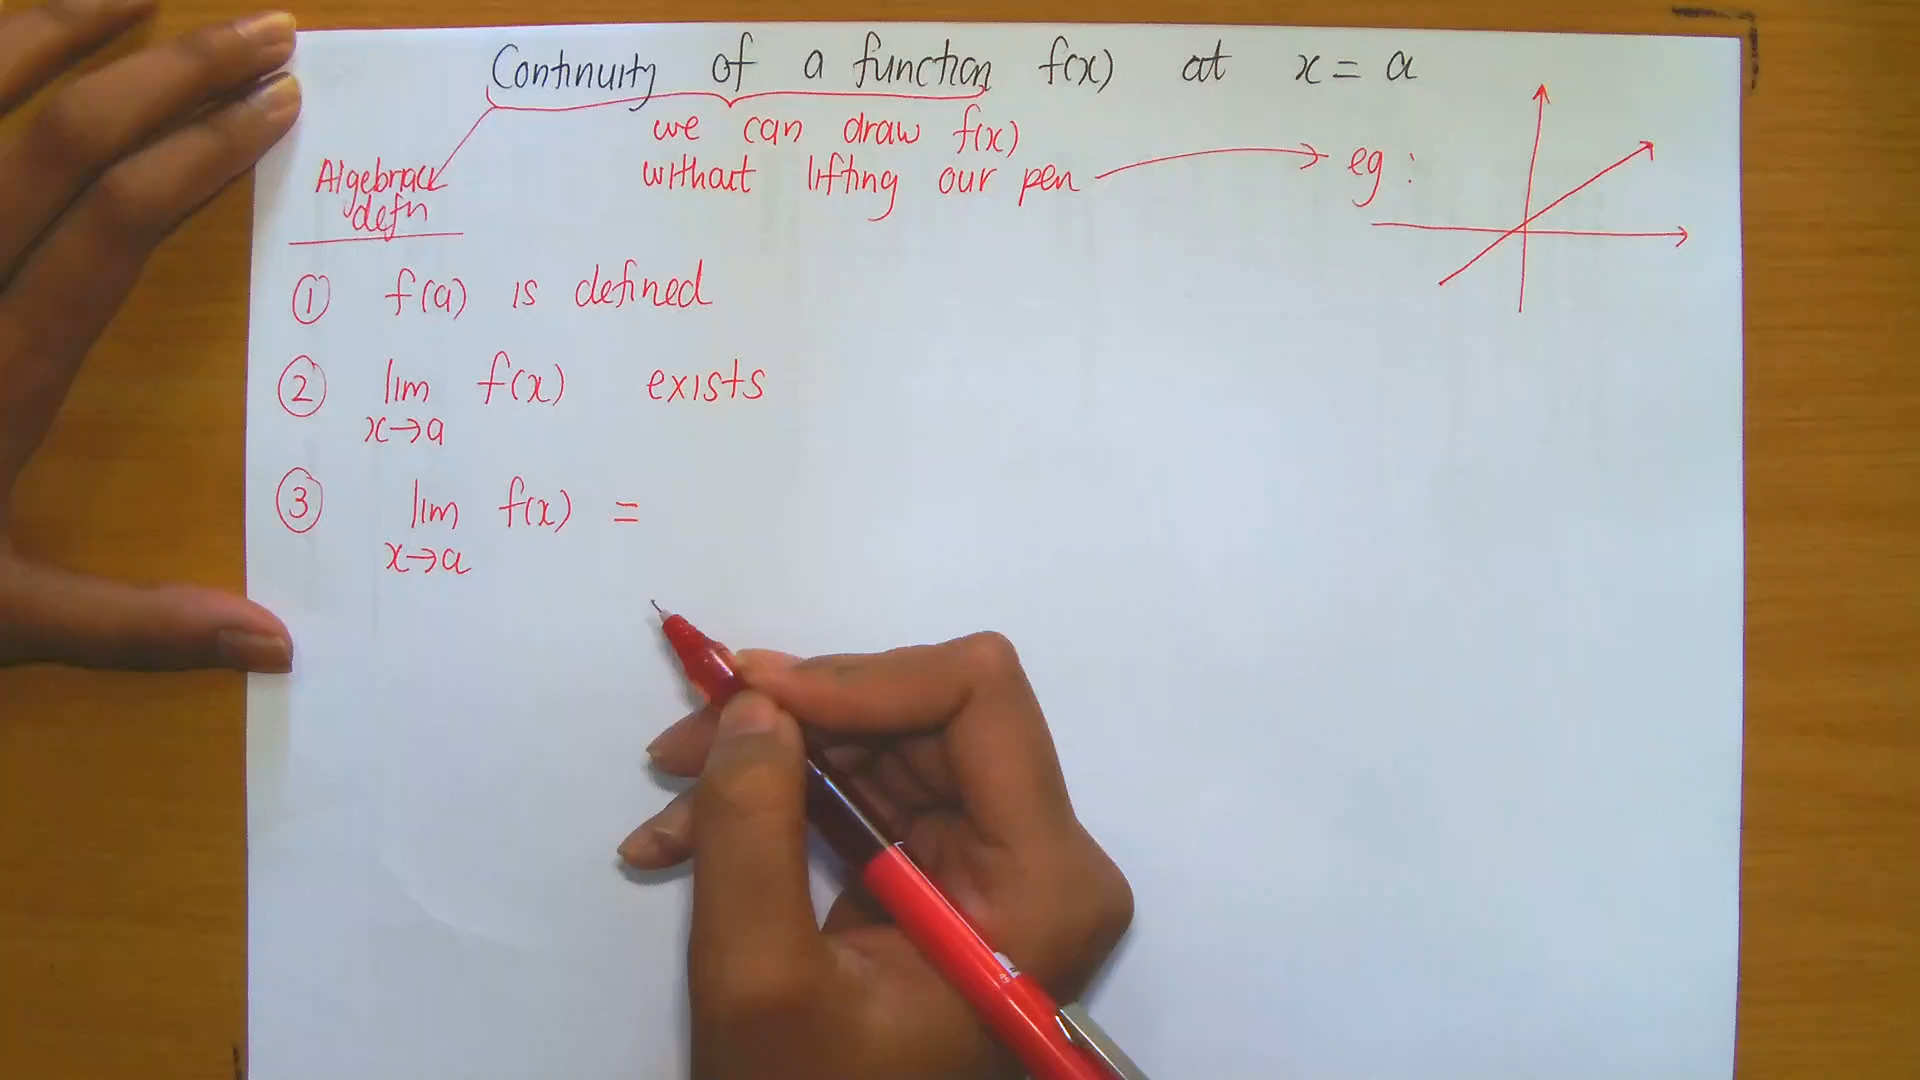 Continuity of a function f(x) at x = a
we can draw f(x)
without lifting our pen → eg :
Algebraic
defn
① f(a) is defined
② lim f(x) exists
x→a
③ lim f(x) =
x→a